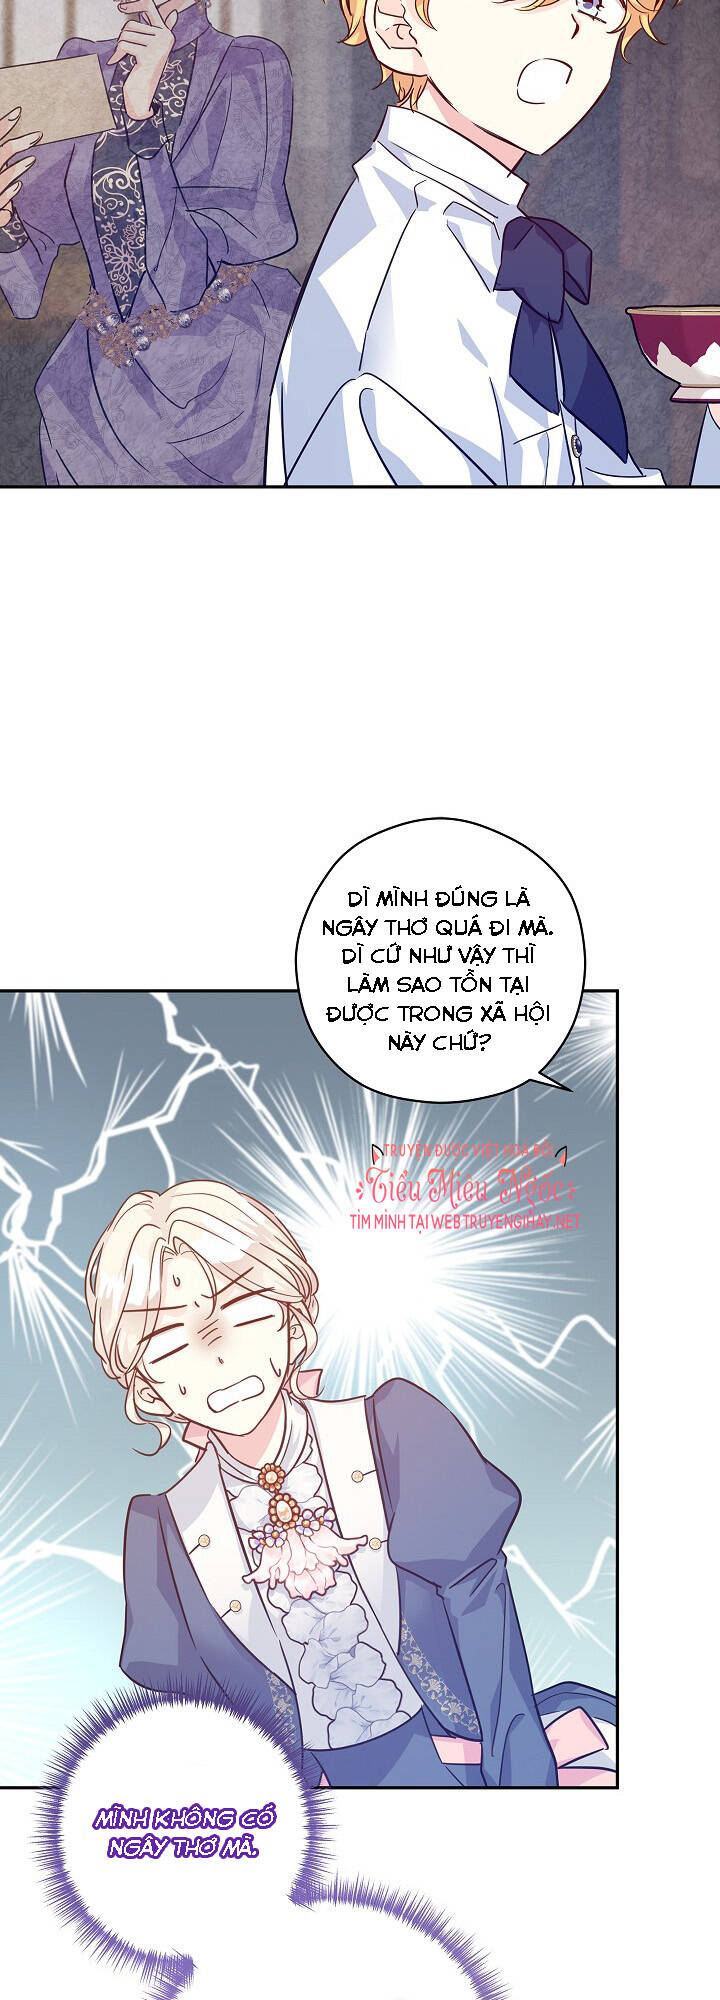 DÌ MÌNH ĐÚNG LÀ
NGÂY THƠ QUÁ ĐI MÀ.
DÌ CỨ NHƯ VẬY THÌ
LÀM SAO TỒN TẠI
ĐƯỢC TRONG XÃ HỘI
NÀY CHỨ?
TRUYỆN ĐƯỢC VIỆT HOÁ BỞI
Tiểu Miêu Ngốc
TÌM MÌNH TẠI WEB TRUYENGIHAY.NET
MÌNH KHÔNG CÓ
NGÂY THƠ MÀ.